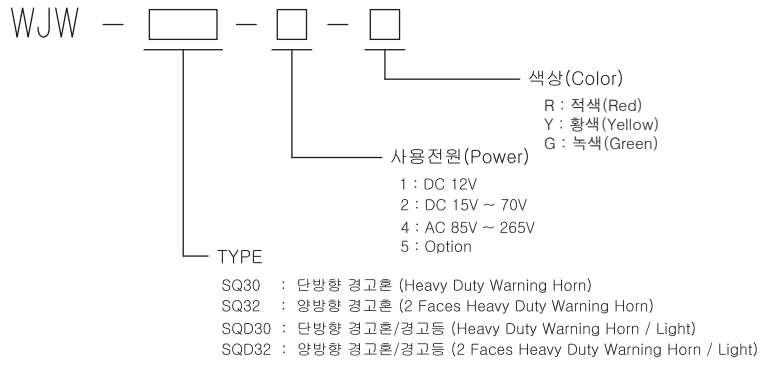 WJW - □ - □ - □
색상(Color)
R : 적색(Red)
Y : 황색(Yellow)
G : 녹색(Green)
사용전원(Power)
1 : DC 12V
2 : DC 15V ~ 70V
4 : AC 85V ~ 265V
5 : Option
TYPE
SQ30 : 단방향 경고혼 (Heavy Duty Warning Horn)
SQ32 : 양방향 경고혼 (2 Faces Heavy Duty Warning Horn)
SQD30 : 단방향 경고혼/경고등 (Heavy Duty Warning Horn / Light)
SQD32 : 양방향 경고혼/경고등 (2 Faces Heavy Duty Warning Horn / Light)